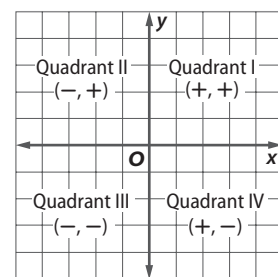 y
Quadrant II
(−, +)
Quadrant I
(+, +)
O
x
Quadrant III
(−, −)
Quadrant IV
(+, −)